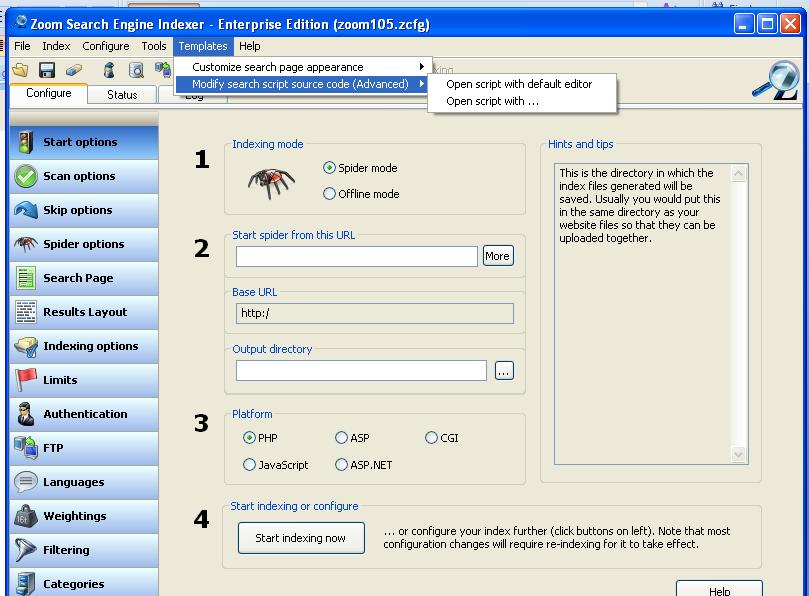 Zoom Search Engine Indexer - Enterprise Edition (zoom105.zcfg)
File Index Configure Tools Templates Help
Customize search page appearance
Modify search script source code (Advanced)
Open script with default editor
Open script with ...
Configure Status Log
Start options
Scan options
Skip options
Spider options
Search Page
Results Layout
Indexing options
Limits
Authentication
FTP
Languages
Weightings
Filtering
Categories
1
Indexing mode
Spider mode
Offline mode
2
Start spider from this URL
More
Base URL
http:/
Output directory
...
3
Platform
PHP ASP CGI
JavaScript ASP.NET
4
Start indexing or configure
Start indexing now
... or configure your index further (click buttons on left). Note that most
configuration changes will require re-indexing for it to take effect.
Hints and tips
This is the directory in which the
index files generated will be
saved. Usually you would put this
in the same directory as your
website files so that they can be
uploaded together.
Help